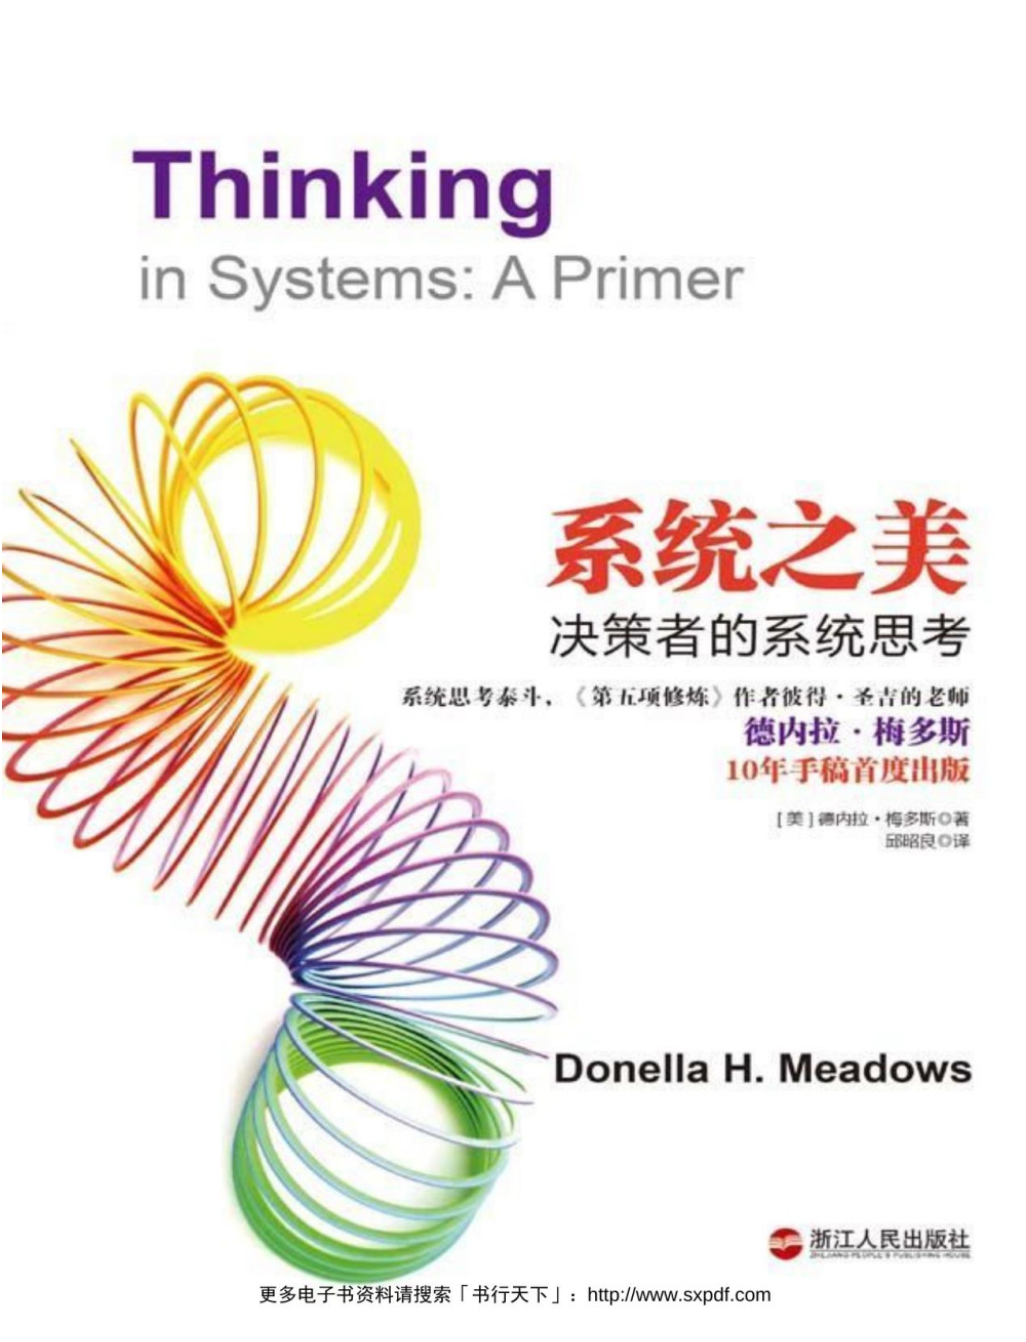 Thinking
in Systems: A Primer
系统之美
决策者的系统思考
系统思考泰斗，《第五项修炼》作者彼得·圣吉的老师
德内拉·梅多斯
10年手稿首度出版
[美]德内拉·梅多斯◎著
邱昭良◎译
Donella H. Meadows
浙江人民出版社
ZHEJIANG PEOPLE'S PUBLISHING HOUSE
更多电子书资料请搜索「书行天下」：http://www.sxpdf.com